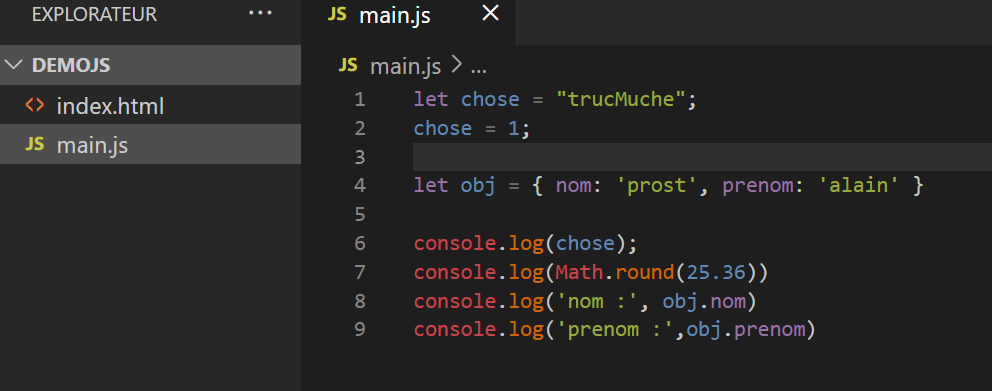 EXPLORATEUR ···
DEMOJS
<> index.html
JS main.js
JS main.js ×
JS main.js > ...
1 let chose = "trucMuche";
2 chose = 1;
3
4 let obj = { nom: 'prost', prenom: 'alain' }
5
6 console.log(chose);
7 console.log(Math.round(25.36))
8 console.log('nom :', obj.nom)
9 console.log('prenom :',obj.prenom)